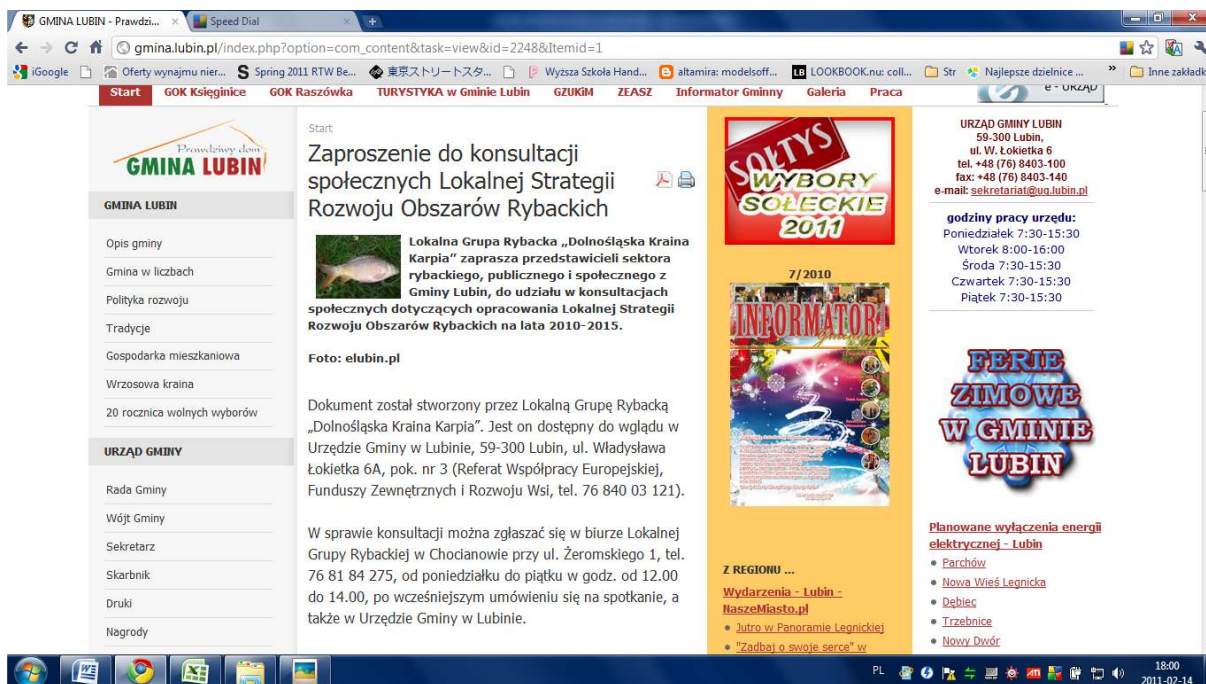 GMINA LUBIN - Prawdzi...
Speed Dial
gmina.lubin.pl/index.php?option=com_content&task=view&id=2248&Itemid=1
iGoogle
Oferty wynajmu nier...
Spring 2011 RTW Be...
東京ストリートスタ...
Wyższa Szkoła Hand...
altamira: modelsoff...
LOOKBOOK.nu: coll...
Str
Najlepsze dzielnice ...
»
Inne zakładk
Start
GOK Księginice
GOK Raszówka
TURYSTYKA w Gminie Lubin
GZUKiM
ZEASZ
Informator Gminny
Galeria
Praca
e - URZĄD
Prawdziwy dom
GMINA LUBIN
GMINA LUBIN
Opis gminy
Gmina w liczbach
Polityka rozwoju
Tradycje
Gospodarka mieszkaniowa
Wrzosowa kraina
20 rocznica wolnych wyborów
URZĄD GMINY
Rada Gminy
Wójt Gminy
Sekretarz
Skarbnik
Druki
Nagrody
Start
Zaproszenie do konsultacji
społecznych Lokalnej Strategii
Rozwoju Obszarów Rybackich
Lokalna Grupa Rybacka „Dolnośląska Kraina
Karpia” zaprasza przedstawicieli sektora
rybackiego, publicznego i społecznego z
Gminy Lubin, do udziału w konsultacjach
społecznych dotyczących opracowania Lokalnej Strategii
Rozwoju Obszarów Rybackich na lata 2010-2015.
Foto: elubin.pl
Dokument został stworzony przez Lokalną Grupę Rybacką
„Dolnośląska Kraina Karpia”. Jest on dostępny do wglądu w
Urzędzie Gminy w Lubinie, 59-300 Lubin, ul. Władysława
Łokietka 6A, pok. nr 3 (Referat Współpracy Europejskiej,
Funduszy Zewnętrznych i Rozwoju Wsi, tel. 76 840 03 121).
W sprawie konsultacji można zgłaszać się w biurze Lokalnej
Grupy Rybackiej w Chocianowie przy ul. Żeromskiego 1, tel.
76 81 84 275, od poniedziałku do piątku w godz. od 12.00
do 14.00, po wcześniejszym umówieniu się na spotkanie, a
także w Urzędzie Gminy w Lubinie.
SOŁTYS
WYBORY
SOŁECKIE
2011
7/2010
INFORMATOR
Z REGIONU ...
Wydarzenia - Lubin -
NaszeMiasto.pl
Jutro w Panoramie Legnickiej
"Zadbaj o swoje serce" w
URZĄD GMINY LUBIN
59-300 Lubin,
ul. W. Łokietka 6
tel. +48 (76) 8403-100
fax: +48 (76) 8403-140
e-mail: sekretariat@ug.lubin.pl
godziny pracy urzędu:
Poniedziałek 7:30-15:30
Wtorek 8:00-16:00
Środa 7:30-15:30
Czwartek 7:30-15:30
Piątek 7:30-15:30
FERIE
ZIMOWE
W GMINIE
LUBIN
Planowane wyłączenia energii
elektrycznej - Lubin
Parchów
Nowa Wieś Legnicka
Dębiec
Trzebnice
Nowy Dwór
PL
18:00
2011-02-14